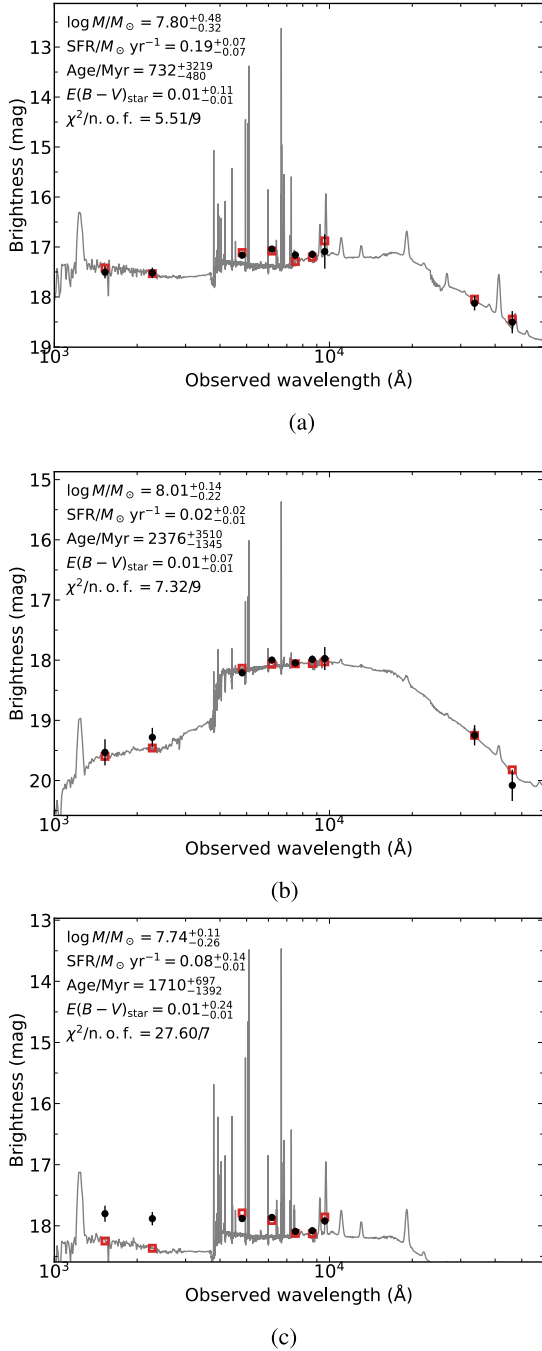 log M/M⊙ = 7.80 +0.48 −0.32
SFR/M⊙ yr−1 = 0.19 +0.07 −0.07
Age/Myr = 732 +3219 −480
E(B − V)star = 0.01 +0.11 −0.01
χ2/n. o. f. = 5.51/9
12
13
14
15
16
17
18
19
Brightness (mag)
10^3
10^4
Observed wavelength (Å)
(a)
log M/M⊙ = 8.01 +0.14 −0.22
SFR/M⊙ yr−1 = 0.02 +0.02 −0.01
Age/Myr = 2376 +3510 −1345
E(B − V)star = 0.01 +0.07 −0.01
χ2/n. o. f. = 7.32/9
15
16
17
18
19
20
Brightness (mag)
10^3
10^4
Observed wavelength (Å)
(b)
log M/M⊙ = 7.74 +0.11 −0.26
SFR/M⊙ yr−1 = 0.08 +0.14 −0.01
Age/Myr = 1710 +697 −1392
E(B − V)star = 0.01 +0.24 −0.01
χ2/n. o. f. = 27.60/7
13
14
15
16
17
18
Brightness (mag)
10^3
10^4
Observed wavelength (Å)
(c)